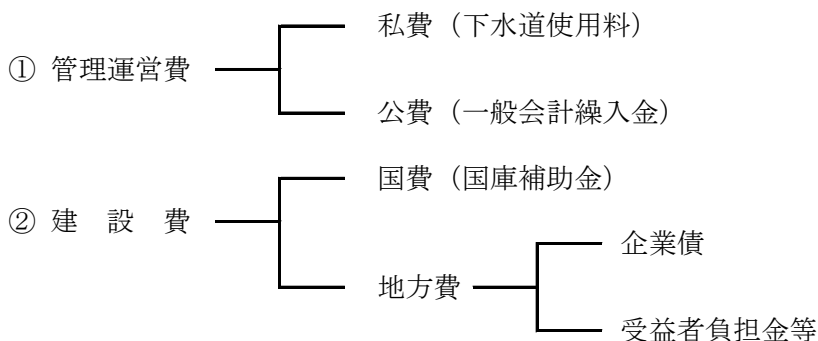 私費（下水道使用料）
① 管理運営費
公費（一般会計繰入金）
国費（国庫補助金）
② 建　設　費
企業債
地方費
受益者負担金等